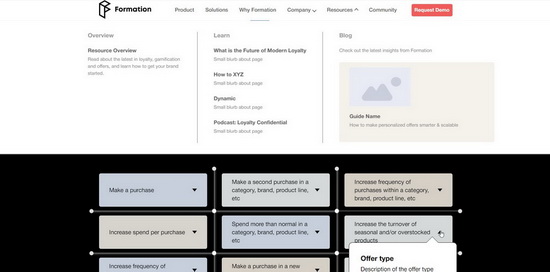 Formation
Product Solutions Why Formation Company Resources Community Request Demo
Overview
Resource Overview
Read about the latest in loyalty, gamification
and offers, and learn how to get your brand
started.
Learn
What is the Future of Modern Loyalty
Small blurb about page
How to XYZ
Small blurb about page
Dynamic
Small blurb about page
Podcast: Loyalty Confidential
Small blurb about page
Blog
Check out the latest insights from Formation
Guide Name
How to make personalized offers smarter & scalable
Make a purchase
Make a second purchase in a
category, brand, product line,
etc
Increase frequency of
purchases within a category,
brand, product line, etc
Increase spend per purchase
Spend more than normal in a
category, brand, product line,
etc
Increase the turnover of
seasonal and/or overstocked
products
Increase frequency of
Make a purchase in a new
Offer type
Description of the offer type